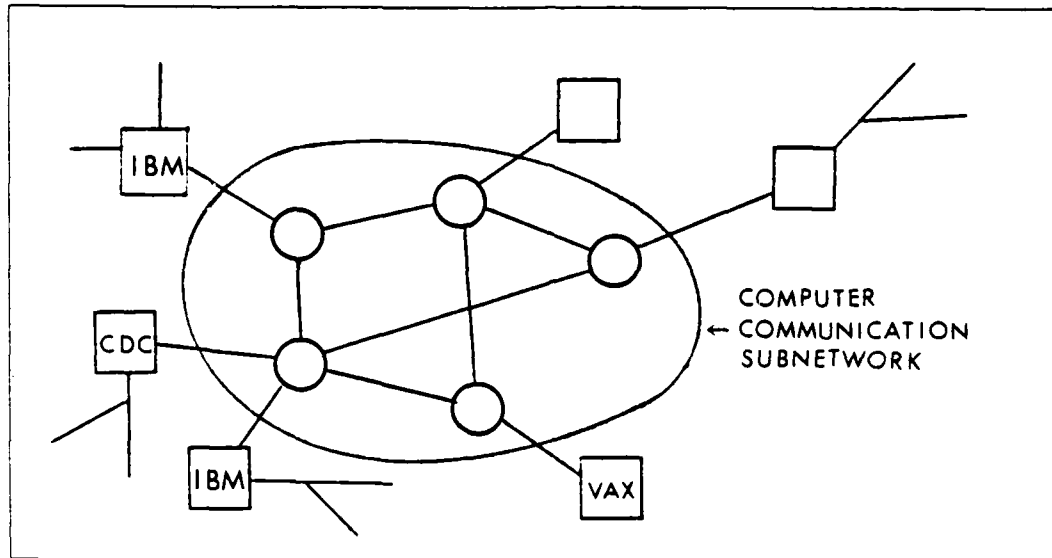 IBM
CDC
IBM
VAX
← COMPUTER
COMMUNICATION
SUBNETWORK